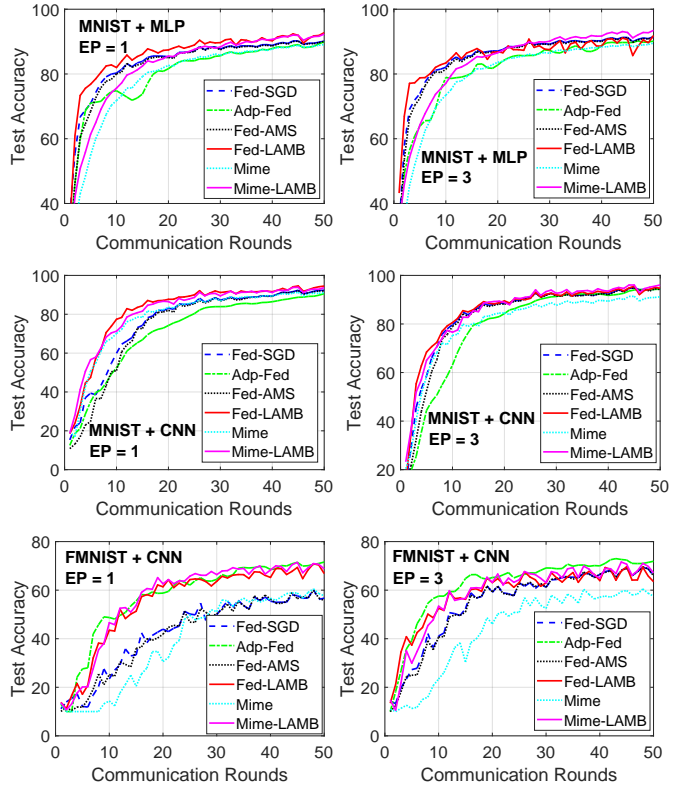 MNIST + MLP
EP = 1
Test Accuracy
100
80
60
40
0
10
20
30
40
50
Communication Rounds
Fed-SGD
Adp-Fed
Fed-AMS
Fed-LAMB
Mime
Mime-LAMB
MNIST + MLP
EP = 3
Test Accuracy
100
80
60
40
0
10
20
30
40
50
Communication Rounds
Fed-SGD
Adp-Fed
Fed-AMS
Fed-LAMB
Mime
Mime-LAMB
MNIST + CNN
EP = 1
Test Accuracy
100
80
60
40
20
0
0
10
20
30
40
50
Communication Rounds
Fed-SGD
Adp-Fed
Fed-AMS
Fed-LAMB
Mime
Mime-LAMB
MNIST + CNN
EP = 3
Test Accuracy
100
80
60
40
20
0
10
20
30
40
50
Communication Rounds
Fed-SGD
Adp-Fed
Fed-AMS
Fed-LAMB
Mime
Mime-LAMB
FMNIST + CNN
EP = 1
Test Accuracy
80
60
40
20
0
0
10
20
30
40
50
Communication Rounds
Fed-SGD
Adp-Fed
Fed-AMS
Fed-LAMB
Mime
Mime-LAMB
FMNIST + CNN
EP = 3
Test Accuracy
80
60
40
20
0
0
10
20
30
40
50
Communication Rounds
Fed-SGD
Adp-Fed
Fed-AMS
Fed-LAMB
Mime
Mime-LAMB